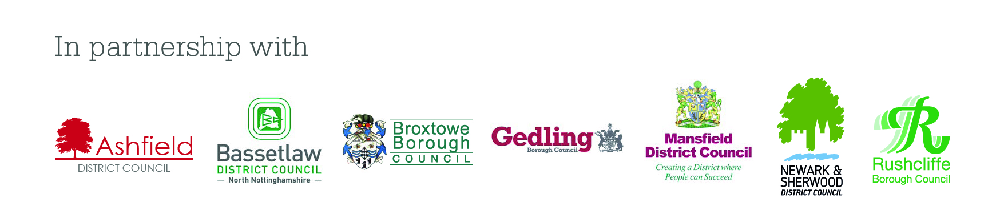 In partnership with
Ashfield
DISTRICT COUNCIL
Bassetlaw
DISTRICT COUNCIL
North Nottinghamshire
Broxtowe
Borough
COUNCIL
Gedling
Borough Council
Mansfield
District Council
Creating a District where
People can Succeed
NEWARK &
SHERWOOD
DISTRICT COUNCIL
R
Rushcliffe
Borough Council